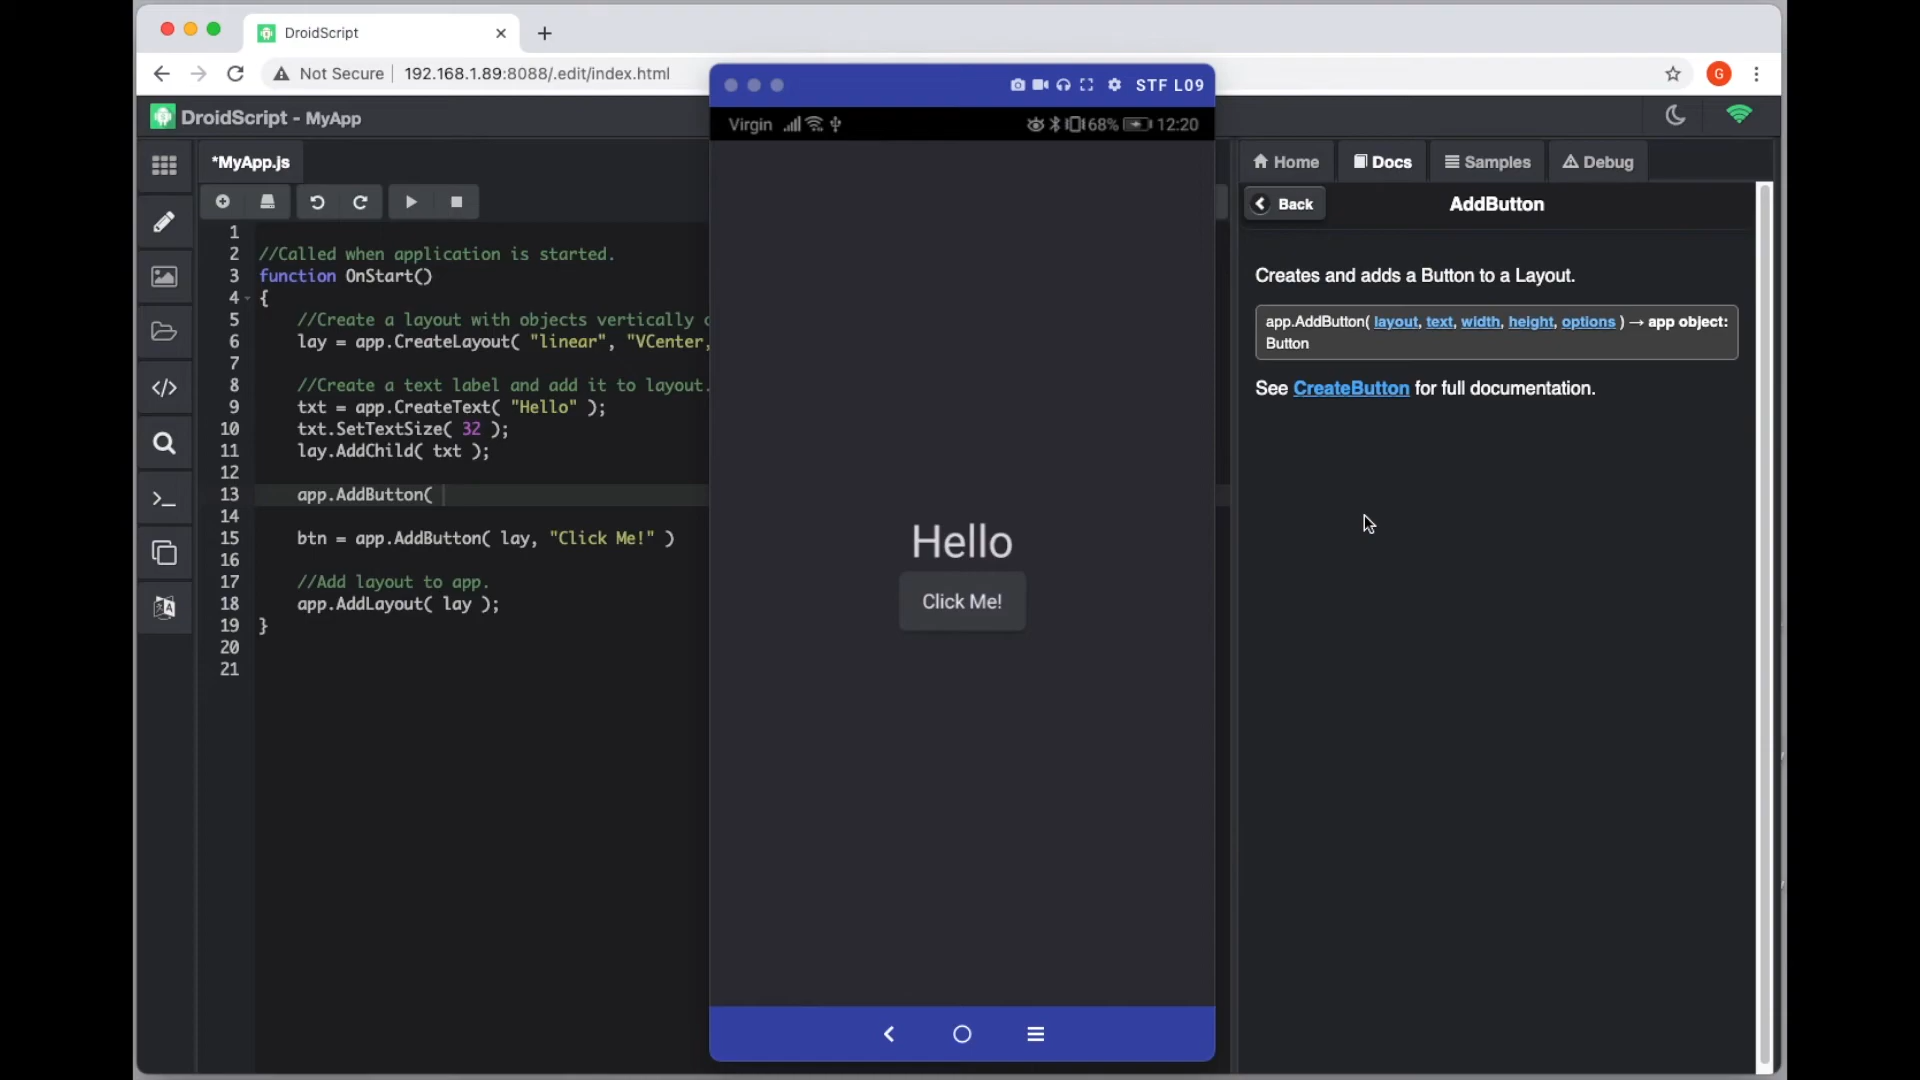 DroidScript
Not Secure
192.168.1.89:8088/.edit/index.html
G
DroidScript - MyApp
*MyApp.js
1
2 //Called when application is started.
3 function OnStart()
4 {
5 //Create a layout with objects vertically
6 lay = app.CreateLayout( "linear", "VCenter,
7
8 //Create a text label and add it to layout.
9 txt = app.CreateText( "Hello" );
10 txt.SetTextSize( 32 );
11 lay.AddChild( txt );
12
13 app.AddButton(
14
15 btn = app.AddButton( lay, "Click Me!" )
16
17 //Add layout to app.
18 app.AddLayout( lay );
19 }
20
21
STF L09
Virgin
68% 12:20
Hello
Click Me!
Home Docs Samples Debug
Back AddButton
Creates and adds a Button to a Layout.
app.AddButton( layout, text, width, height, options ) → app object:
Button
See CreateButton for full documentation.